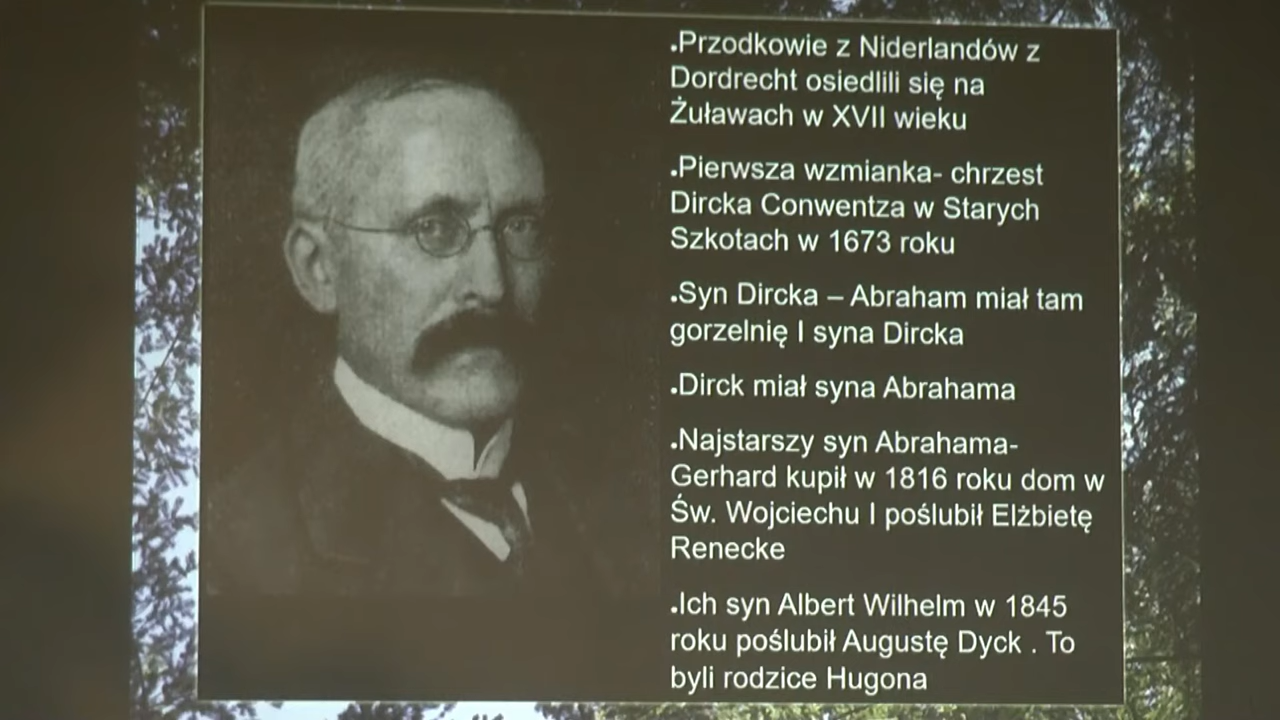 •Przodkowie z Niderlandów z
Dordrecht osiedlili się na
Żuławach w XVII wieku
•Pierwsza wzmianka- chrzest
Dircka Conwentza w Starych
Szkotach w 1673 roku
•Syn Dircka – Abraham miał tam
gorzelnię I syna Dircka
•Dirck miał syna Abrahama
•Najstarszy syn Abrahama-
Gerhard kupił w 1816 roku dom w
Św. Wojciechu I poślubił Elżbietę
Renecke
•Ich syn Albert Wilhelm w 1845
roku poślubił Augustę Dyck . To
byli rodzice Hugona